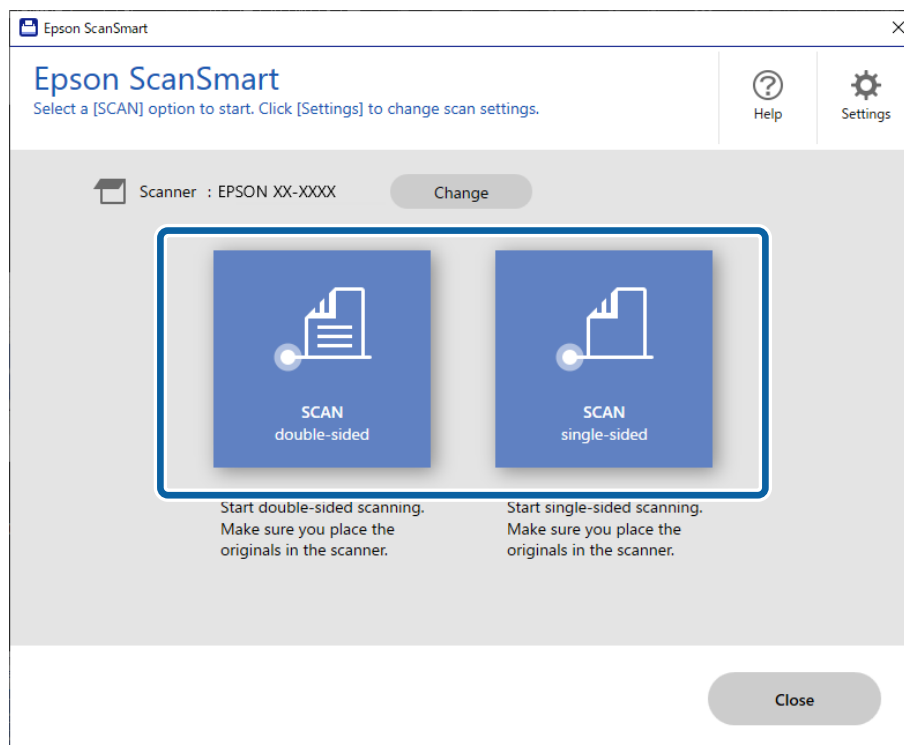 Epson ScanSmart
Epson ScanSmart
Select a [SCAN] option to start. Click [Settings] to change scan settings.
Help
Settings
Scanner : EPSON XX-XXXX
Change
SCAN
double-sided
SCAN
single-sided
Start double-sided scanning.
Make sure you place the
originals in the scanner.
Start single-sided scanning.
Make sure you place the
originals in the scanner.
Close